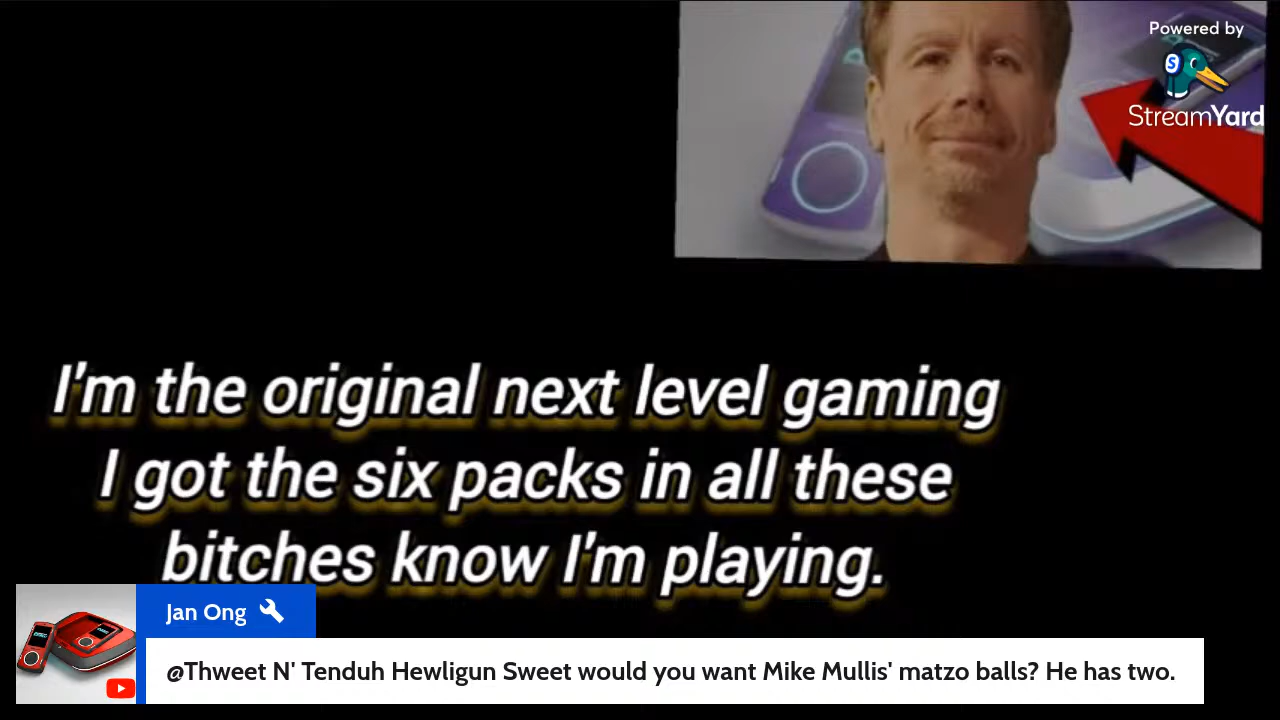 Powered by
StreamYard
I'm the original next level gaming
I got the six packs in all these
bitches know I'm playing.
Jan Ong
@Thweet N' Tenduh Hewligun Sweet would you want Mike Mullis' matzo balls? He has two.